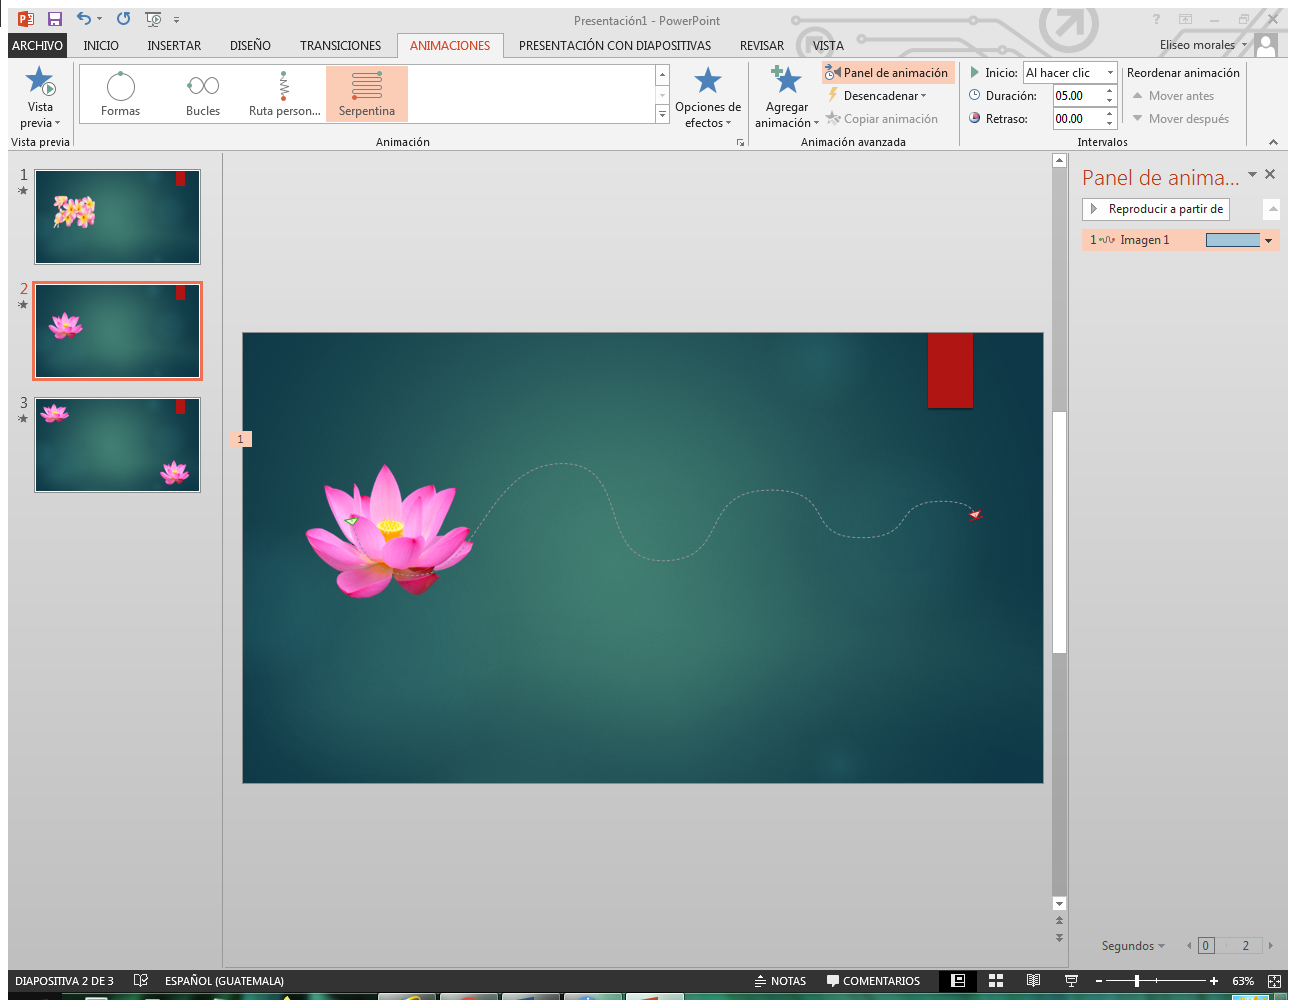 Presentación1 - PowerPoint
ARCHIVO INICIO INSERTAR DISEÑO TRANSICIONES ANIMACIONES PRESENTACIÓN CON DIAPOSITIVAS REVISAR VISTA Eliseo morales
Vista previa
Vista previa
Formas Bucles Ruta person... Serpentina
Animación
Opciones de efectos
Agregar animación
Panel de animación
Desencadenar
Copiar animación
Animación avanzada
Inicio: Al hacer clic
Duración: 05.00
Retraso: 00.00
Reordenar animación
Mover antes
Mover después
Intervalos
1
2
3
1
Panel de anima...
Reproducir a partir de
1 Imagen 1
Segundos 0 2
DIAPOSITIVA 2 DE 3 ESPAÑOL (GUATEMALA) NOTAS COMENTARIOS 63%